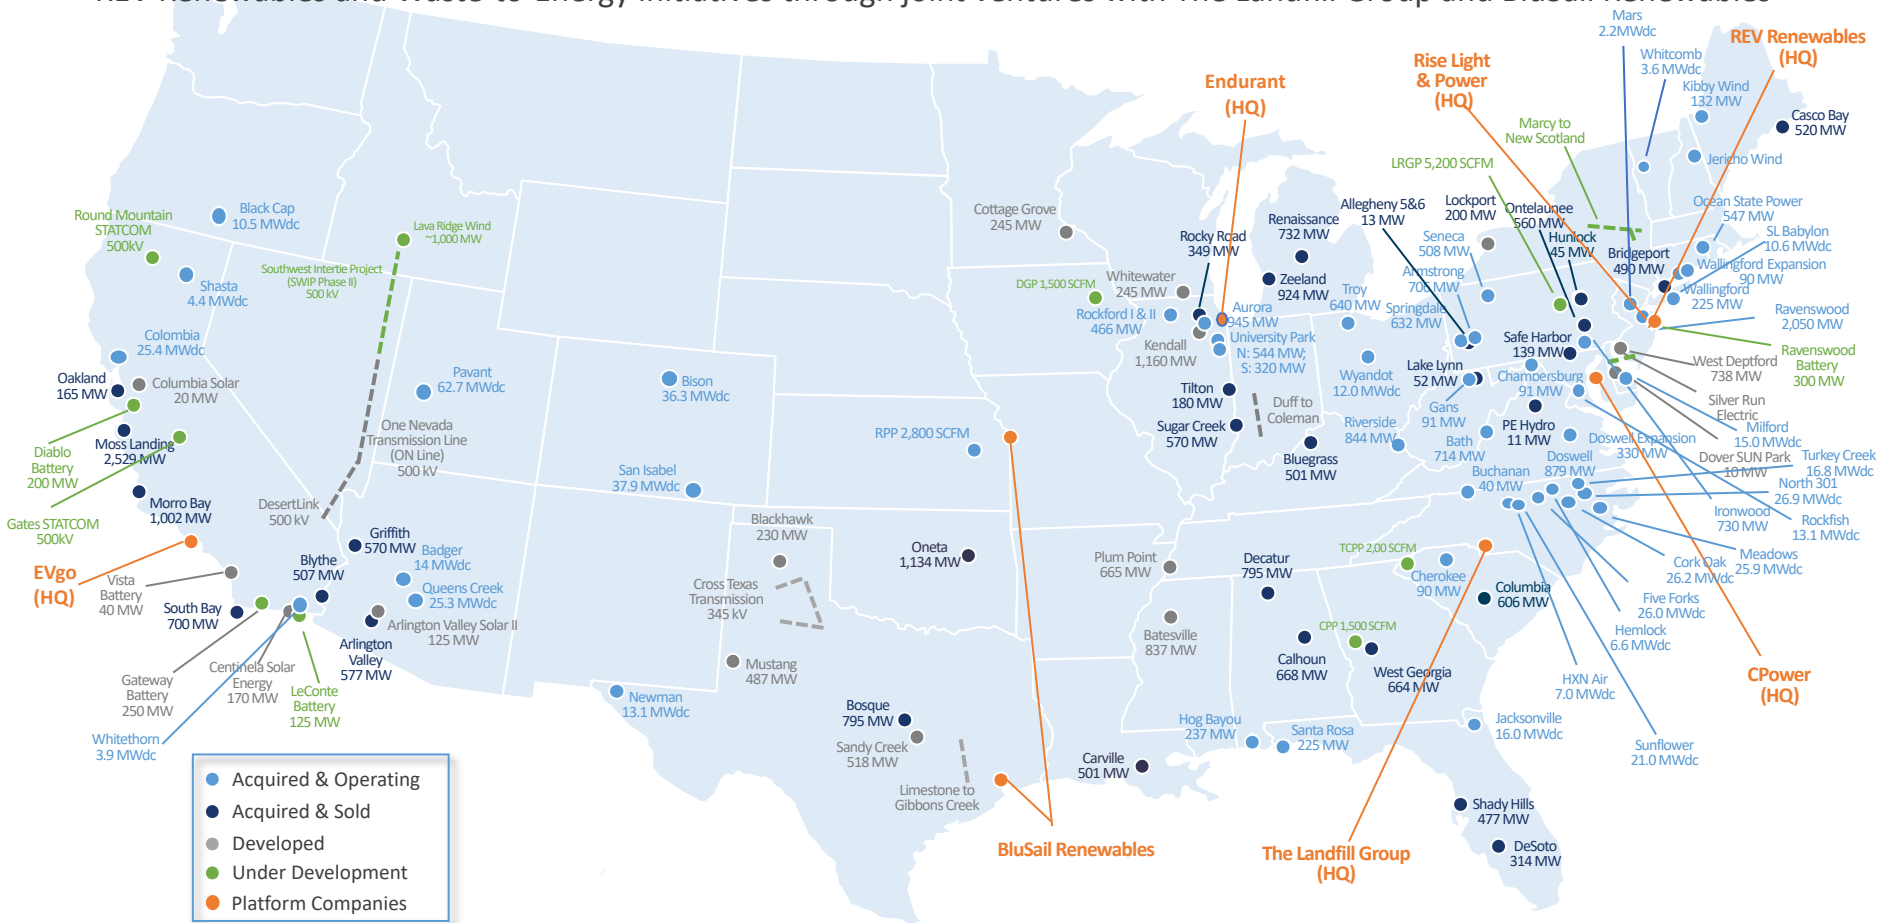 REV Renewables and Waste-to-Energy initiatives through joint ventures with The Landfill Group and BluSail Renewables
Mars
2.2MWdc
REV Renewables
(HQ)
Whitcomb
3.6 MWdc
Rise Light
& Power
(HQ)
Endurant
(HQ)
Kibby Wind
132 MW
Casco Bay
520 MW
Marcy to
New Scotland
Jericho Wind
LRGP 5,200 SCFM
Black Cap
10.5 MWdc
Round Mountain
STATCOM
500kV
Lava Ridge Wind
~1,000 MW
Cottage Grove
245 MW
Renaissance
732 MW
Allegheny 5&6
13 MW
Lockport
200 MW
Ontelaunee
560 MW
Ocean State Power
547 MW
Rocky Road
349 MW
Seneca
508 MW
Hunlock
45 MW
SL Babylon
10.6 MWdc
Bridgeport
490 MW
Shasta
4.4 MWdc
Southwest Intertie Project
(SWIP Phase II)
500 kV
DGP 1,500 SCFM
Whitewater
245 MW
Zeeland
924 MW
Armstrong
706 MW
Wallingford Expansion
90 MW
Troy
640 MW
Wallingford
225 MW
Rockford I & II
466 MW
Aurora
945 MW
Springdale
632 MW
Ravenswood
2,050 MW
Colombia
25.4 MWdc
Kendall
1,160 MW
University Park
N: 544 MW;
S: 320 MW
Safe Harbor
139 MW
Ravenswood
Battery
300 MW
West Deptford
738 MW
Oakland
165 MW
Columbia Solar
20 MW
Pavant
62.7 MWdc
Bison
36.3 MWdc
Tilton
180 MW
Wyandot
12.0 MWdc
Lake Lynn
52 MW
Chambersburg
91 MW
Silver Run
Electric
Duff to
Coleman
Gans
91 MW
Milford
15.0 MWdc
Moss Landing
2,529 MW
One Nevada
Transmission Line
(ON Line)
500 kV
RPP 2,800 SCFM
Sugar Creek
570 MW
Riverside
844 MW
PE Hydro
11 MW
Doswell Expansion
330 MW
Diablo
Battery
200 MW
Bluegrass
501 MW
Bath
714 MW
Doswell
879 MW
Dover SUN Park
10 MW
Turkey Creek
16.8 MWdc
San Isabel
37.9 MWdc
Buchanan
40 MW
North 301
26.9 MWdc
Morro Bay
1,002 MW
DesertLink
500 kV
Ironwood
730 MW
Rockfish
13.1 MWdc
Gates STATCOM
500kV
Blackhawk
230 MW
Griffith
570 MW
Oneta
1,134 MW
TCPP 2,00 SCFM
Badger
14 MWdc
Plum Point
665 MW
Decatur
795 MW
Cherokee
90 MW
Cork Oak
26.2 MWdc
Meadows
25.9 MWdc
EVgo
(HQ)
Blythe
507 MW
Vista
Battery
40 MW
Cross Texas
Transmission
345 kV
Queens Creek
25.3 MWdc
Columbia
606 MW
Five Forks
26.0 MWdc
South Bay
700 MW
Arlington Valley Solar II
125 MW
Batesville
837 MW
CPP 1,500 SCFM
Hemlock
6.6 MWdc
Arlington
Valley
577 MW
Centinela Solar
Energy
170 MW
Mustang
487 MW
Calhoun
668 MW
West Georgia
664 MW
HXN Air
7.0 MWdc
CPower
(HQ)
Gateway
Battery
250 MW
LeConte
Battery
125 MW
Newman
13.1 MWdc
Bosque
795 MW
Hog Bayou
237 MW
Santa Rosa
225 MW
Jacksonville
16.0 MWdc
Whitethorn
3.9 MWdc
Sandy Creek
518 MW
Sunflower
21.0 MWdc
Carville
501 MW
Limestone to
Gibbons Creek
Shady Hills
477 MW
BluSail Renewables
The Landfill Group
(HQ)
DeSoto
314 MW
Acquired & Operating
Acquired & Sold
Developed
Under Development
Platform Companies